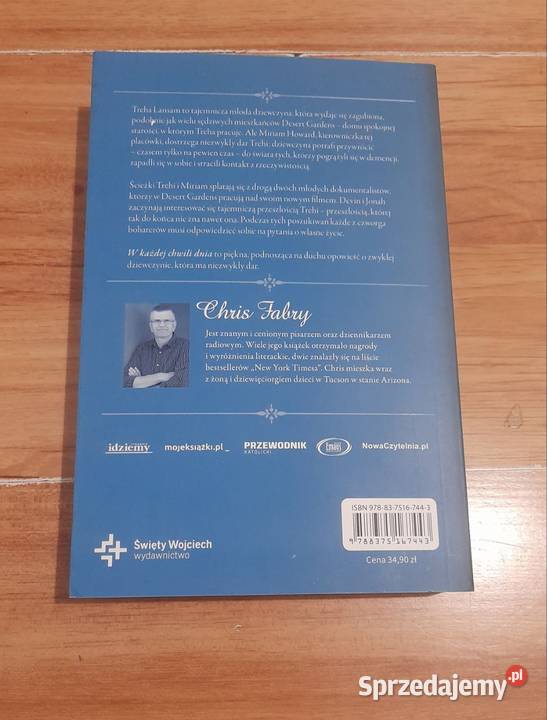 Treha Langsam to tajemnicza młoda dziewczyna, która wydaje się zagubiona,
podobnie jak wielu sędziwych mieszkańców Desert Gardens – domu spokojnej
starości, w którym Treha pracuje. Ale Miriam Howard, kierowniczka tej
placówki, dostrzega niezwykły dar Trehi: dziewczyna potrafi przywrócić
– czasem tylko na pewien czas – do świata tych, którzy pogrążyli się w demencji,
zapadli się w sobie i stracili kontakt z rzeczywistością.
Ścieżki Trehi i Miriam splatają się z drogą dwóch młodych dokumentalistów,
którzy w Desert Gardens pracują nad swoim nowym filmem. Devin i Jonah
zaczynają interesować się tajemniczą przeszłością Trehi – przeszłością, której
tak do końca nie zna nawet ona. Podczas tych poszukiwań każde z czworga
bohaterów musi odpowiedzieć sobie na pytania o własne życie.
W każdej chwili dnia to piękna, podnosząca na duchu opowieść o zwykłej
dziewczynie, która ma niezwykły dar.
Chris Fabry
Jest znanym i cenionym pisarzem oraz dziennikarzem
radiowym. Wiele jego książek otrzymało nagrody
i wyróżnienia literackie, dwie znalazły się na liście
bestsellerów „New York Timesa”. Chris mieszka wraz
z żoną i dziewięciorgiem dzieci w Tucson w stanie Arizona.
idziemy mojeksiążki.pl_ PRZEWODNIK KATOLICKI Emaus NowaCzytelnia.pl
ISBN 978-83-7516-744-3
9 788375 167443
Cena 34,90 zł
Święty Wojciech
wydawnictwo
Sprzedajemy.pl